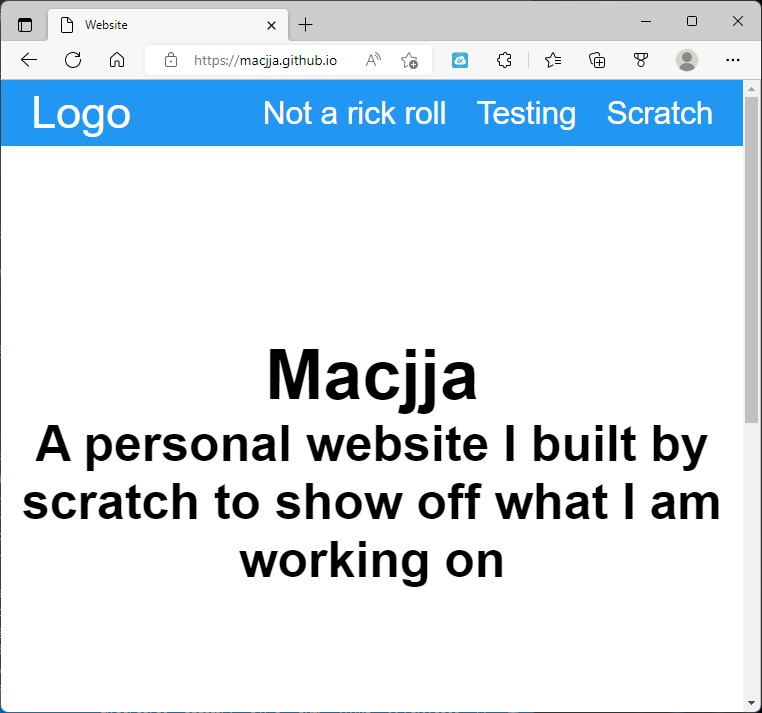 Website
https://macjja.github.io
Logo Not a rick roll Testing Scratch
Macjja
A personal website I built by
scratch to show off what I am
working on